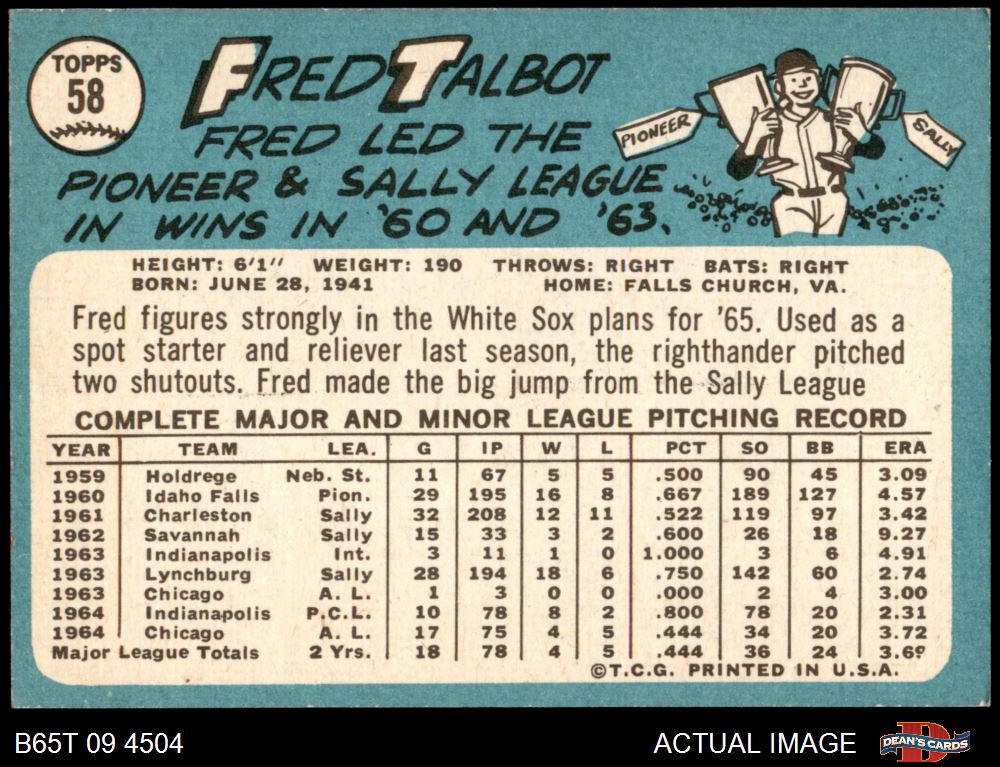 TOPPS
58
FRED TALBOT
FRED LED THE
PIONEER & SALLY LEAGUE
IN WINS IN '60 AND '63.
PIONEER
SALLY
HEIGHT: 6'1" WEIGHT: 190 THROWS: RIGHT BATS: RIGHT
BORN: JUNE 28, 1941 HOME: FALLS CHURCH, VA.
Fred figures strongly in the White Sox plans for '65. Used as a
spot starter and reliever last season, the righthander pitched
two shutouts. Fred made the big jump from the Sally League
COMPLETE MAJOR AND MINOR LEAGUE PITCHING RECORD
YEAR TEAM LEA. G IP W L PCT SO BB ERA
1959 Holdrege Neb. St. 11 67 5 5 .500 90 45 3.09
1960 Idaho Falls Pion. 29 195 16 8 .667 189 127 4.57
1961 Charleston Sally 32 208 12 11 .522 119 97 3.42
1962 Savannah Sally 15 33 3 2 .600 26 18 9.27
1963 Indianapolis Int. 3 11 1 0 1.000 3 6 4.91
1963 Lynchburg Sally 28 194 18 6 .750 142 60 2.74
1963 Chicago A. L. 1 3 0 0 .000 2 4 3.00
1964 Indianapolis P.C.L. 10 78 8 2 .800 78 20 2.31
1964 Chicago A. L. 17 75 4 5 .444 34 20 3.72
Major League Totals 2 Yrs. 18 78 4 5 .444 36 24 3.69
©T.C.G. PRINTED IN U.S.A.
B65T 09 4504 ACTUAL IMAGE DEAN'S CARDS